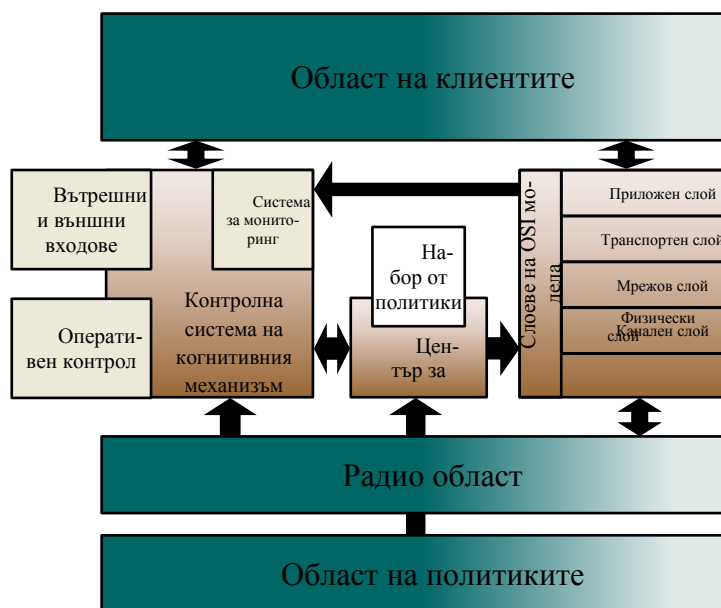 Област на клиентите
Вътрешни
и външни
входове
Система
за монито-
ринг
Контролна
система на
когнитивния
механизъм
Операти-
вен контрол
На-
бор от
политики
Цен-
тър за
Слоеве на OSI мо-
дела
Приложен слой
Транспортен слой
Мрежов слой
Физически
слой
Канален слой
Радио област
Област на политиките